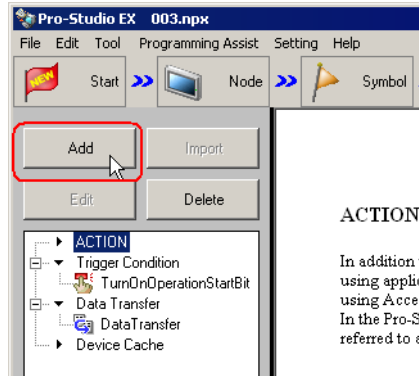 Pro-Studio EX 003.npx
File Edit Tool Programming Assist Setting Help
NEW Start Node Symbol
Add Import
Edit Delete
ACTION
Trigger Condition
TurnOnOperationStartBit
Data Transfer
DataTransfer
Device Cache
ACTION
In addition
using appli
using Acce
In the Pro-S
referred to a